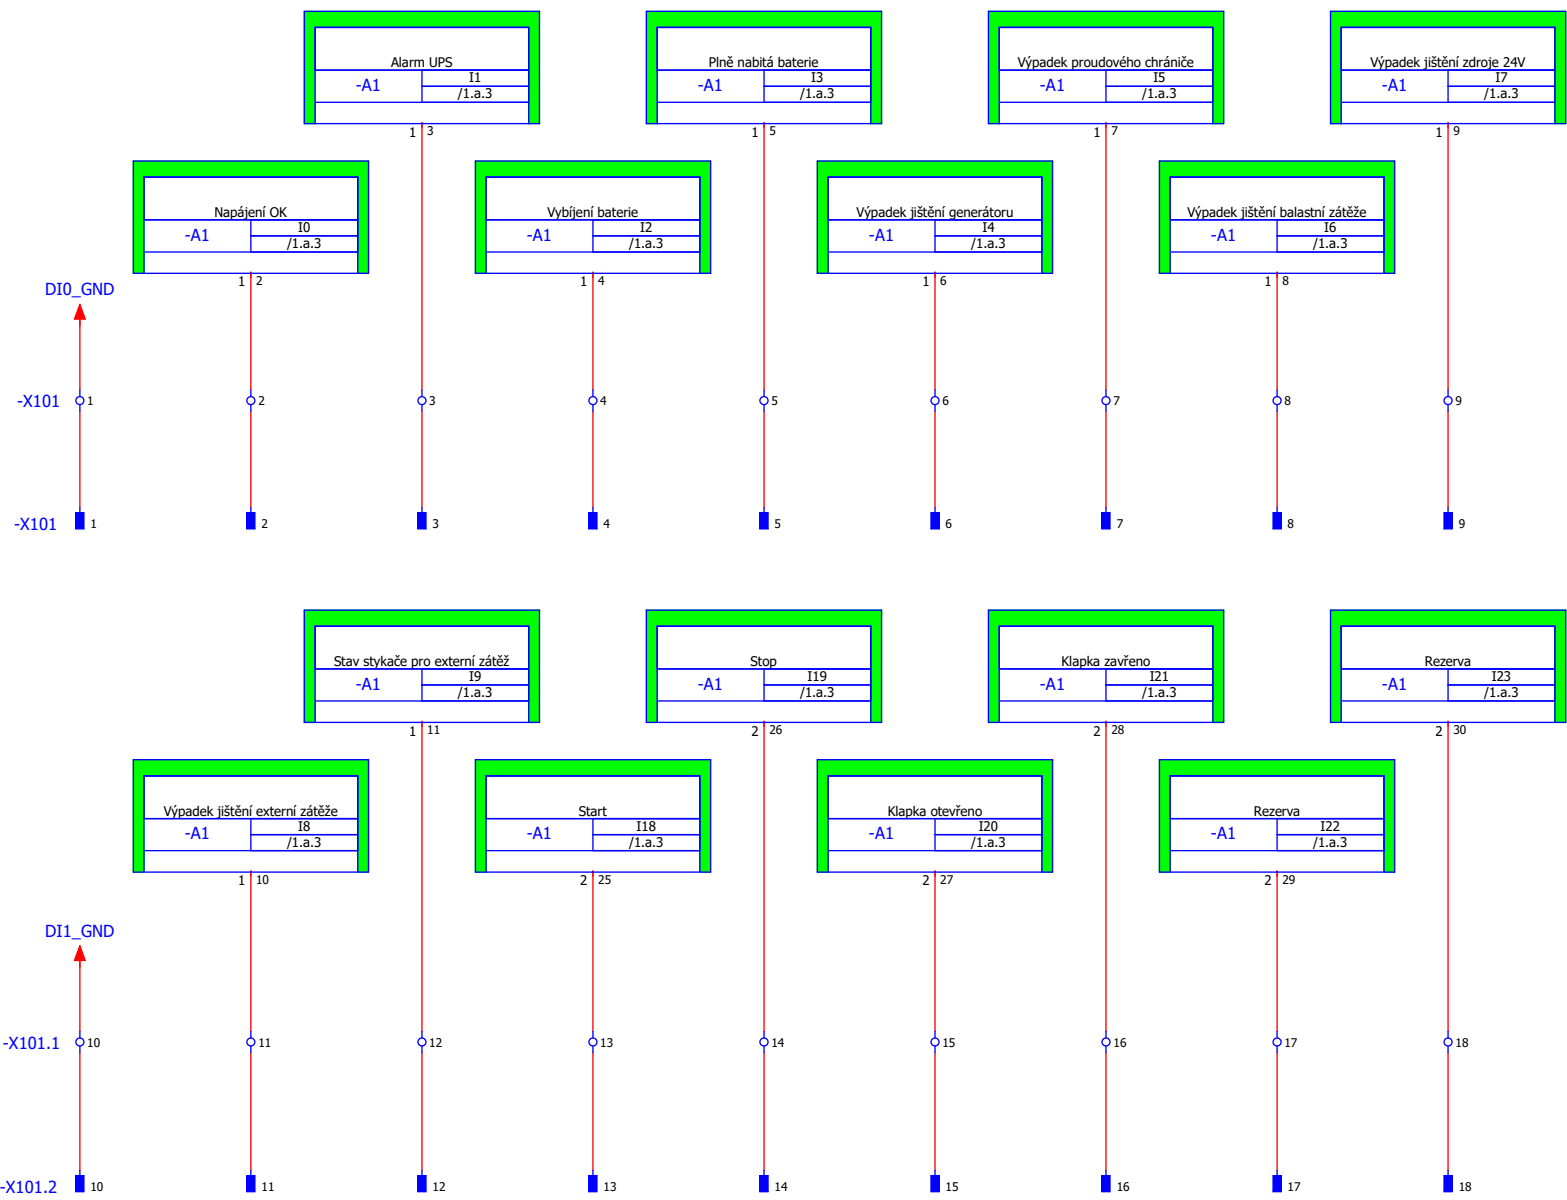 Alarm UPS
-A1 I1
/1.a.3
1 3
Plně nabitá baterie
-A1 I3
/1.a.3
1 5
Výpadek proudového chrániče
-A1 I5
/1.a.3
1 7
Výpadek jištění zdroje 24V
-A1 I7
/1.a.3
1 9
Napájení OK
-A1 I0
/1.a.3
1 2
Vybíjení baterie
-A1 I2
/1.a.3
1 4
Výpadek jištění generátoru
-A1 I4
/1.a.3
1 6
Výpadek jištění balastní zátěže
-A1 I6
/1.a.3
1 8
DI0_GND
-X101 1 2 3 4 5 6 7 8 9
-X101 1 2 3 4 5 6 7 8 9
Stav stykače pro externí zátěž
-A1 I9
/1.a.3
1 11
Stop
-A1 I19
/1.a.3
2 26
Klapka zavřeno
-A1 I21
/1.a.3
2 28
Rezerva
-A1 I23
/1.a.3
2 30
Výpadek jištění externí zátěže
-A1 I8
/1.a.3
1 10
Start
-A1 I18
/1.a.3
2 25
Klapka otevřeno
-A1 I20
/1.a.3
2 27
Rezerva
-A1 I22
/1.a.3
2 29
DI1_GND
-X101.1 10 11 12 13 14 15 16 17 18
-X101.2 10 11 12 13 14 15 16 17 18